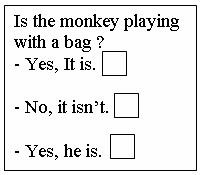 Is the monkey playing
with a bag ?
- Yes, It is.
- No, it isn't.
- Yes, he is.